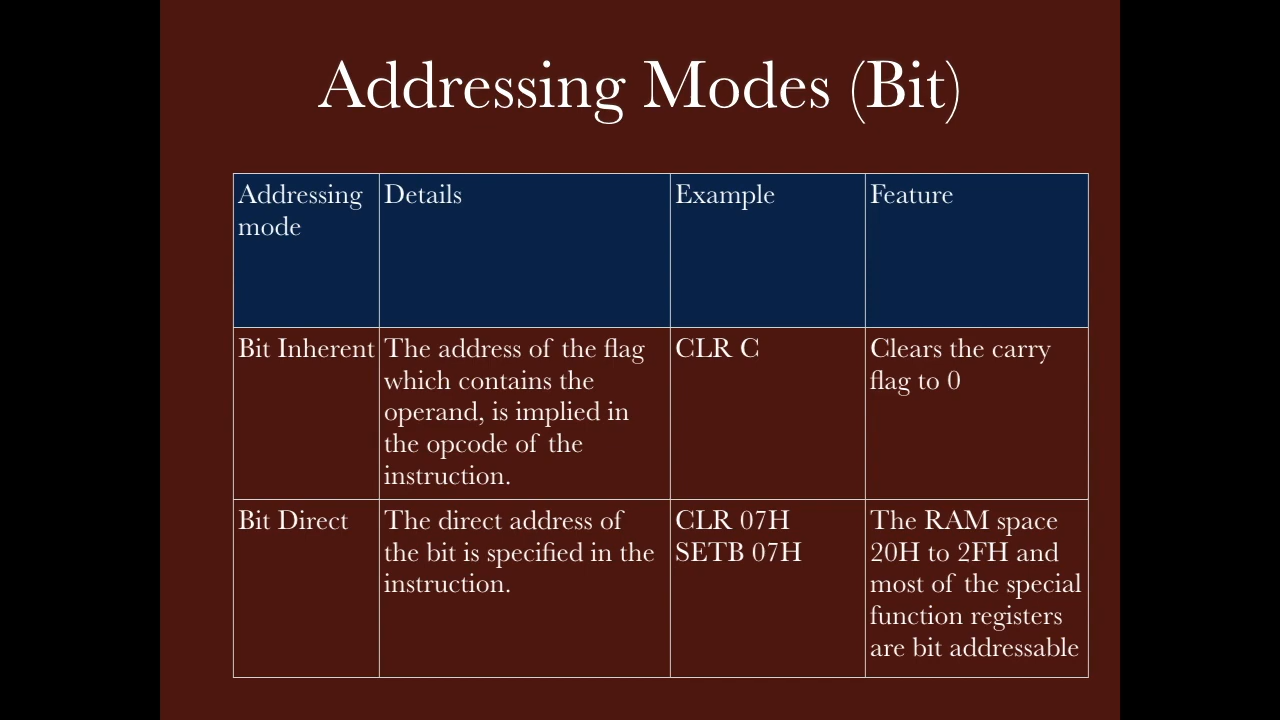 Addressing Modes (Bit)
Addressing
mode
Details
Example
Feature
Bit Inherent
The address of the flag
which contains the
operand, is implied in
the opcode of the
instruction.
CLR C
Clears the carry
flag to 0
Bit Direct
The direct address of
the bit is specified in the
instruction.
CLR 07H
SETB 07H
The RAM space
20H to 2FH and
most of the special
function registers
are bit addressable